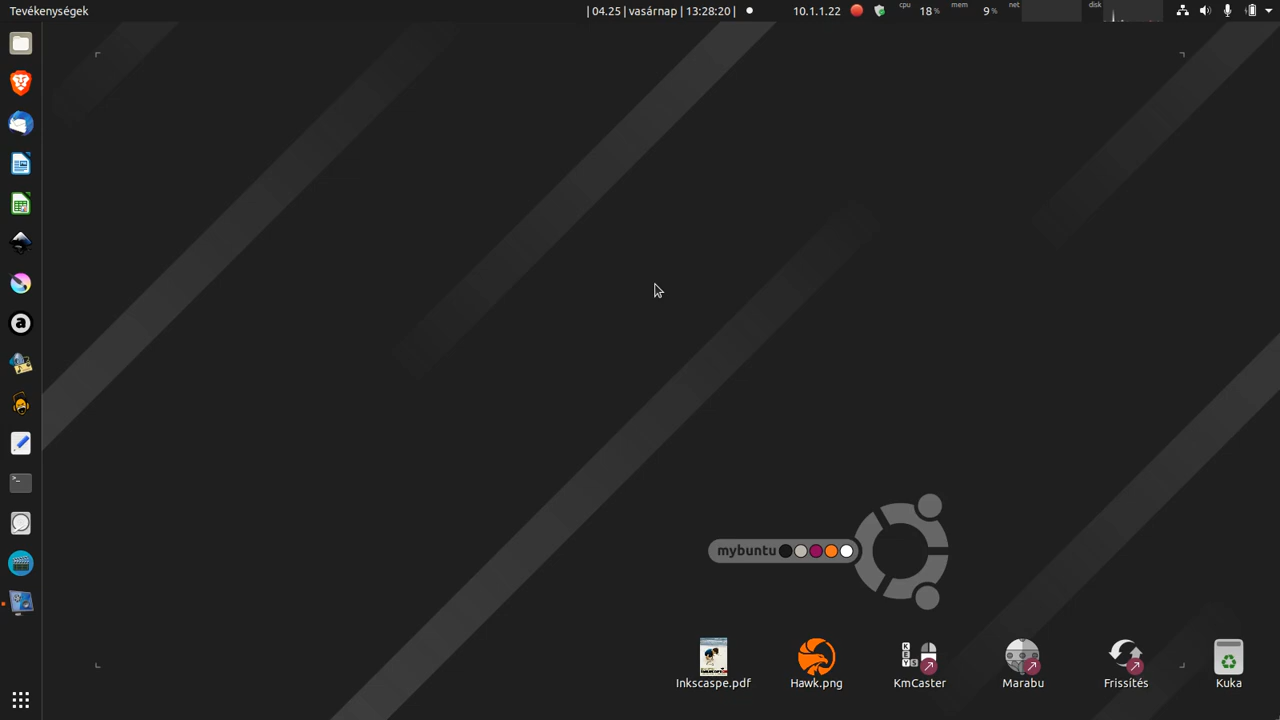 Tevékenységek
| 04.25 | vasárnap | 13:28:20 |
10.1.1.22
cpu 18 %
mem 9 %
net
disk
mybuntu
Inkscaspe.pdf
Hawk.png
KmCaster
Marabu
Frissítés
Kuka